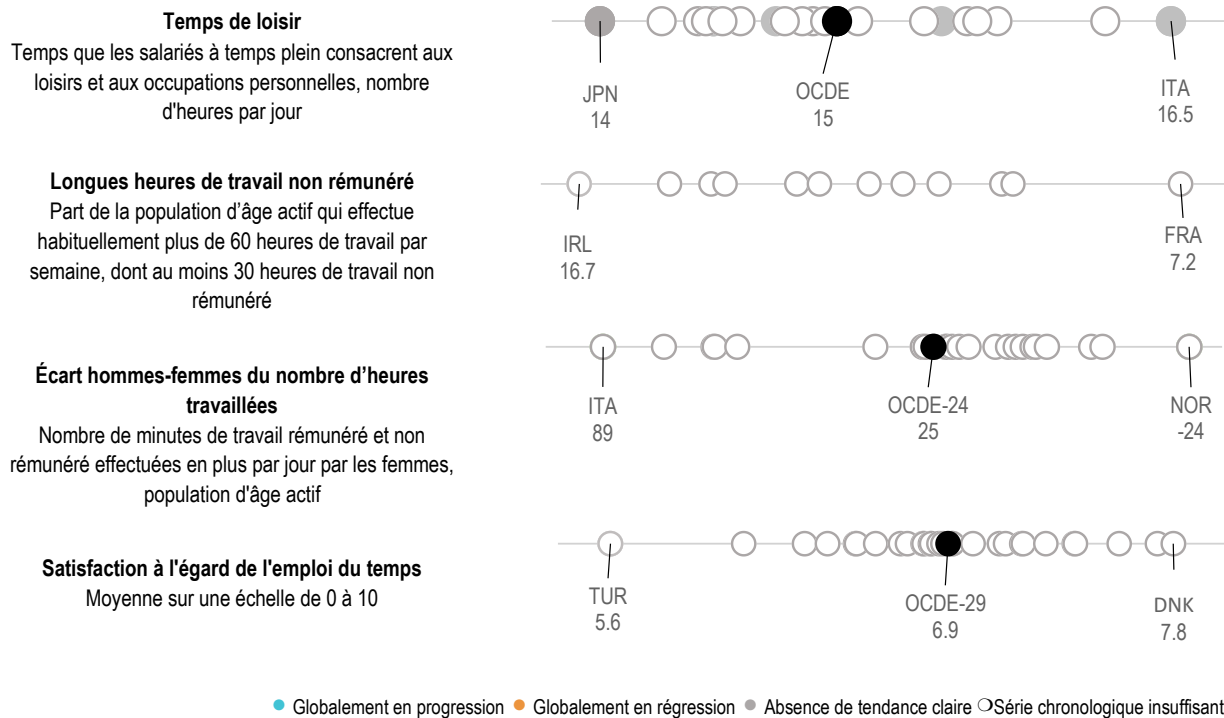 Temps de loisir
Temps que les salariés à temps plein consacrent aux
loisirs et aux occupations personnelles, nombre
d'heures par jour
JPN
14
OCDE
15
ITA
16.5
Longues heures de travail non rémunéré
Part de la population d’âge actif qui effectue
habituellement plus de 60 heures de travail par
semaine, dont au moins 30 heures de travail non
rémunéré
IRL
16.7
FRA
7.2
Écart hommes-femmes du nombre d’heures
travaillées
Nombre de minutes de travail rémunéré et non
rémunéré effectuées en plus par jour par les femmes,
population d'âge actif
ITA
89
OCDE-24
25
NOR
-24
Satisfaction à l'égard de l'emploi du temps
Moyenne sur une échelle de 0 à 10
TUR
5.6
OCDE-29
6.9
DNK
7.8
Globalement en progression Globalement en régression Absence de tendance claire Série chronologique insuffisant